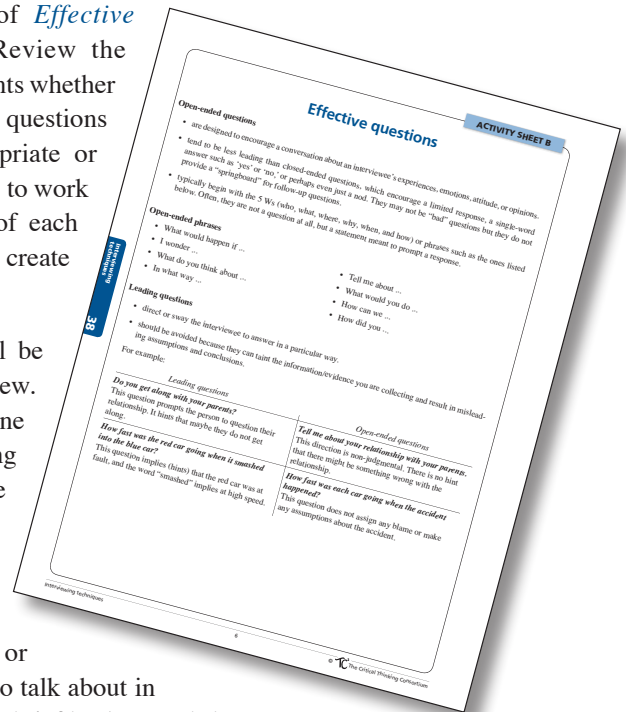 of Effective
Review the
nts whether
questions
priate or
to work
of each
create
l be
ew.
ne
ng
e
or
o talk about in
ACTIVITY SHEET B
Effective questions
Open-ended questions
• are designed to encourage a conversation about an interviewee's experiences, emotions, attitude, or opinions.
• tend to be less leading than closed-ended questions, which encourage a limited response, a single-word
answer such as 'yes' or 'no,' or perhaps even just a nod. They may not be "bad" questions but they do not
provide a "springboard" for follow-up questions.
• typically begin with the 5 Ws (who, what, where, why, when, and how) or phrases such as the ones listed
below. Often, they are not a question at all, but a statement meant to prompt a response.
Open-ended phrases
• What would happen if ...
• I wonder ...
• What do you think about ...
• In what way ...
• Tell me about ...
• What would you do ...
• How can we ...
• How did you ...
Leading questions
• direct or sway the interviewee to answer in a particular way.
• should be avoided because they can taint the information/evidence you are collecting and result in mislead-
ing assumptions and conclusions.
For example:
Leading questions
Do you get along with your parents?
This question prompts the person to question their
relationship. It hints that maybe they do not get
along.
How fast was the red car going when it smashed
into the blue car?
This question implies (hints) that the red car was at
fault, and the word "smashed" implies at high speed.
Open-ended questions
Tell me about your relationship with your parents.
This direction is non-judgmental. There is no hint
that there might be something wrong with the
relationship.
How fast was each car going when the accident
happened?
This question does not assign any blame or make
any assumptions about the accident.
Interviewing
techniques
38
Interviewing techniques
6
© TC The Critical Thinking Consortium